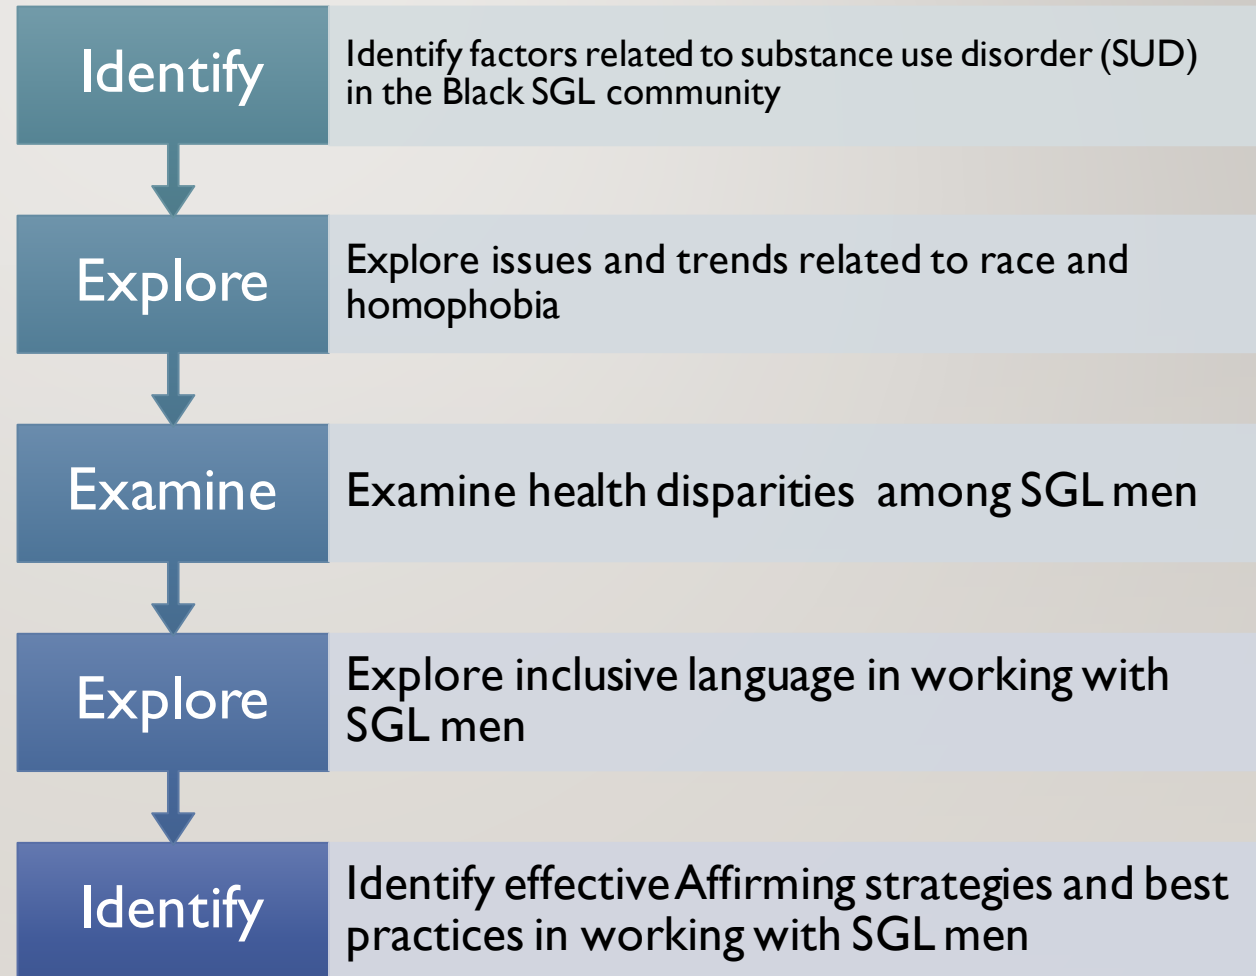 Identify
Identify factors related to substance use disorder (SUD)
in the Black SGL community
Explore
Explore issues and trends related to race and
homophobia
Examine
Examine health disparities  among SGL men
Explore
Explore inclusive language in working with
SGL men
Identify
Identify effective Affirming strategies and best
practices in working with SGL men